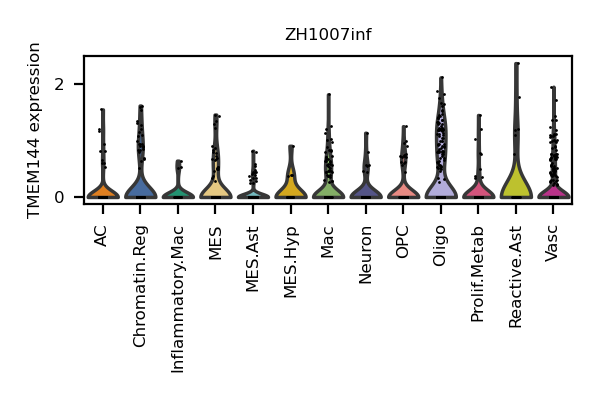 ZH1007inf
TMEM144 expression
2
0
AC
Chromatin.Reg
Inflammatory.Mac
MES
MES.Ast
MES.Hyp
Mac
Neuron
OPC
Oligo
Prolif.Metab
Reactive.Ast
Vasc